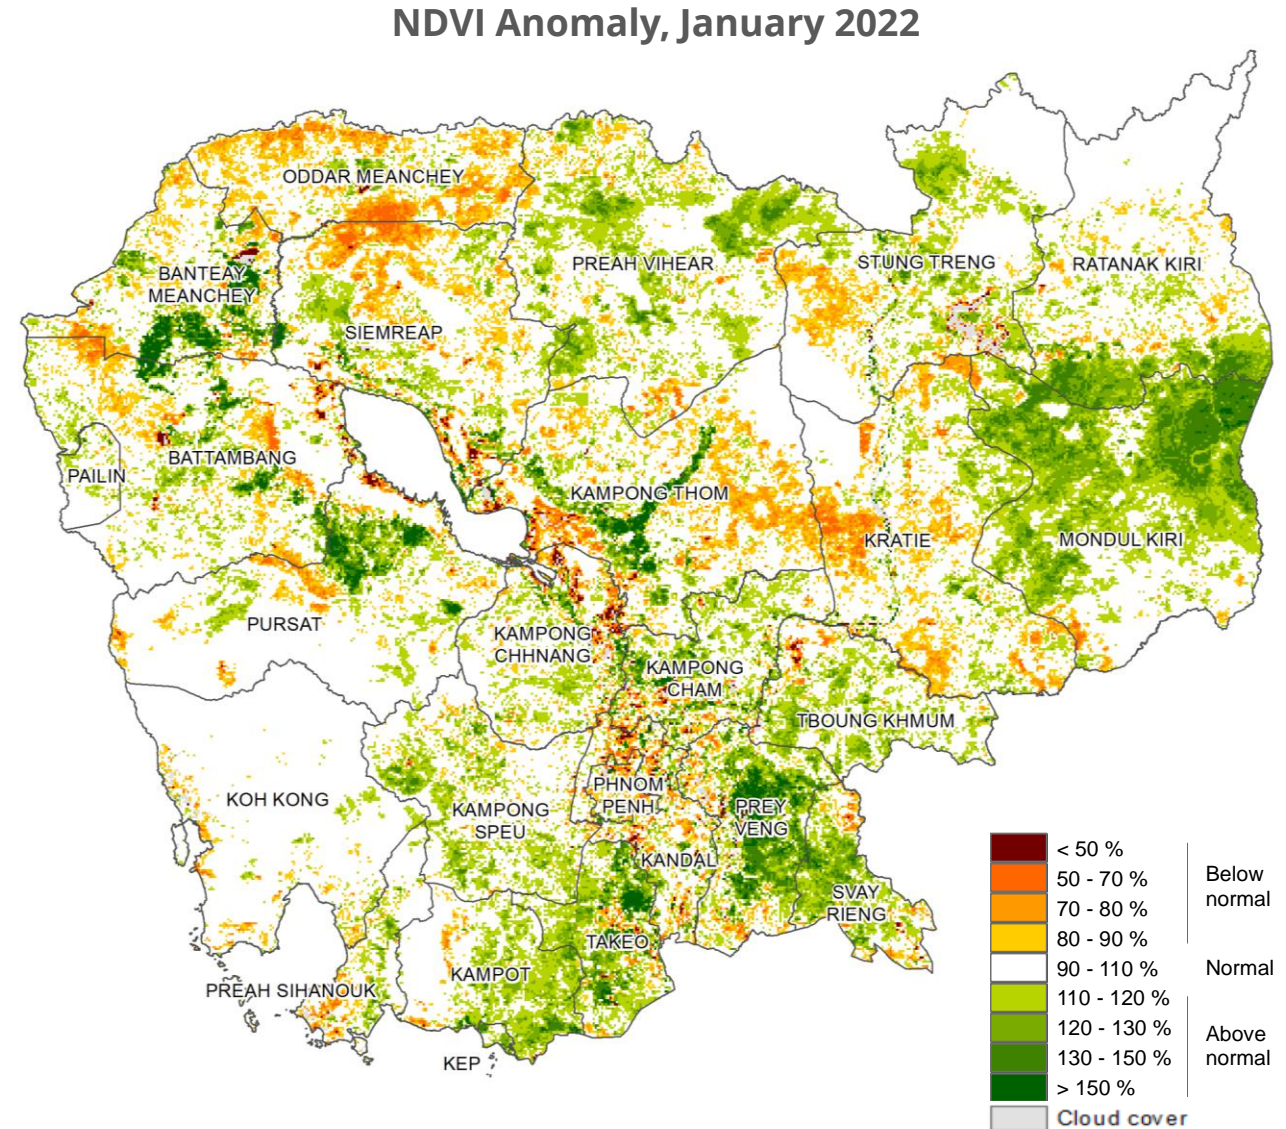 NDVI Anomaly, January 2022
ODDAR MEANCHEY
BANTEAY
MEANCHEY
PREAH VIHEAR
STUNG TRENG
RATANAK KIRI
SIEMREAP
BATTAMBANG
PAILIN
KAMPONG THOM
KRATIE
MONDUL KIRI
PURSAT
KAMPONG
CHHNANG
KAMPONG
CHAM
TBOUNG KHMUM
KOH KONG
KAMPONG
SPEU
PHNOM
PENH
PREY
VENG
KANDAL
SVAY
RIENG
TAKEO
KAMPOT
PREAH SIHANOUK
KEP
< 50 %
50 - 70 %
70 - 80 %
80 - 90 %
Below
normal
90 - 110 %
Normal
110 - 120 %
120 - 130 %
130 - 150 %
> 150 %
Above
normal
Cloud cover